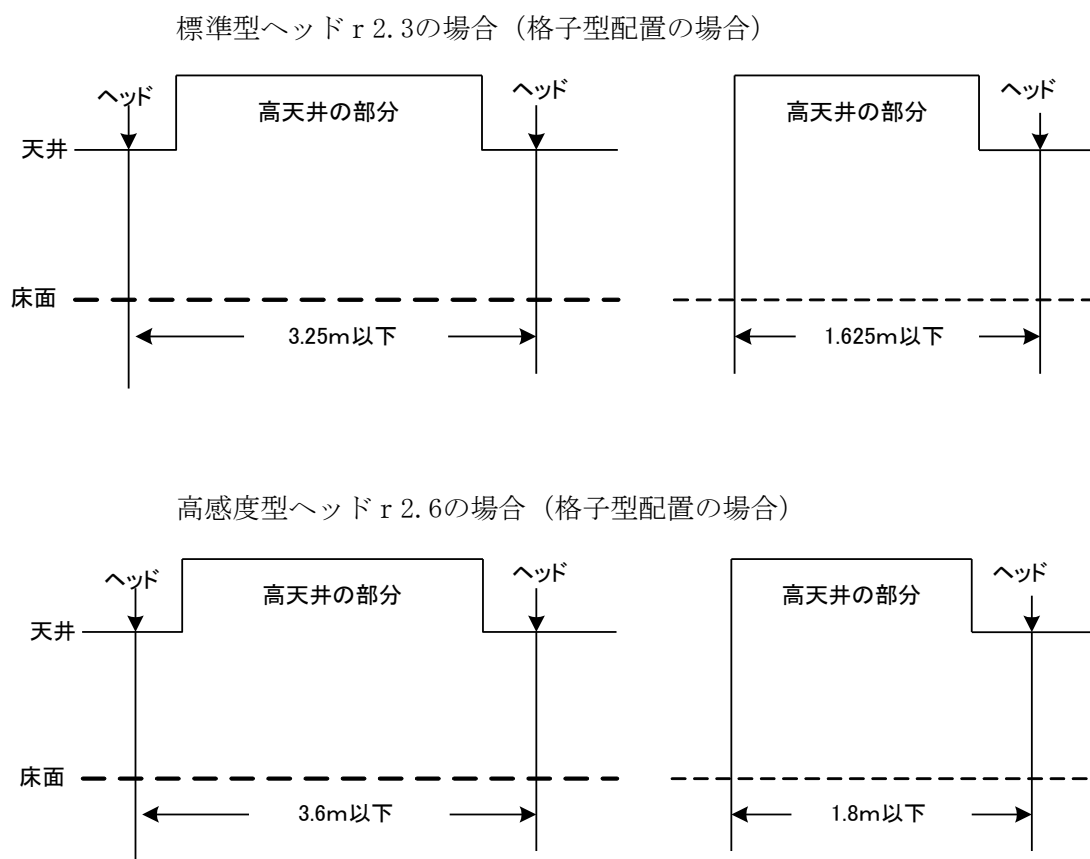 標準型ヘッドｒ2.3の場合（格子型配置の場合）
ヘッド
高天井の部分
ヘッド
高天井の部分
ヘッド
天井
床面
3.25ｍ以下
1.625ｍ以下
高感度型ヘッドｒ2.6の場合（格子型配置の場合）
ヘッド
高天井の部分
ヘッド
高天井の部分
ヘッド
天井
床面
3.6ｍ以下
1.8ｍ以下